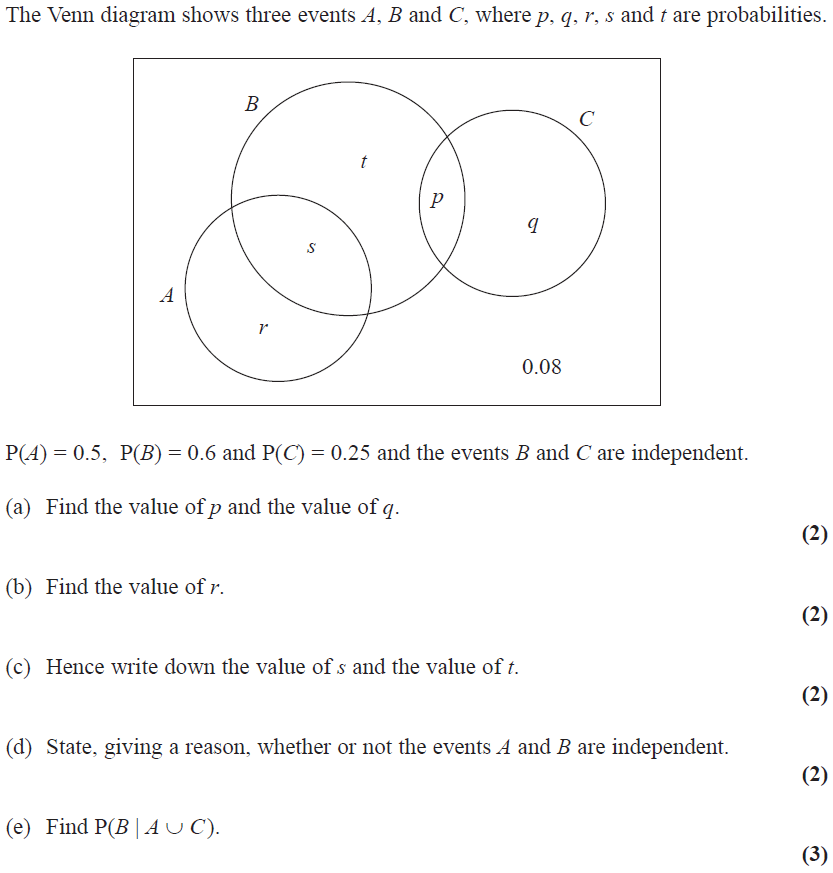 The Venn diagram shows three events A, B and C, where p, q, r, s and t are probabilities.
B
C
t
p
q
s
A
r
0.08
P(A) = 0.5, P(B) = 0.6 and P(C) = 0.25 and the events B and C are independent.
(a) Find the value of p and the value of q.
(2)
(b) Find the value of r.
(2)
(c) Hence write down the value of s and the value of t.
(2)
(d) State, giving a reason, whether or not the events A and B are independent.
(2)
(e) Find P(B | A ∪ C).
(3)